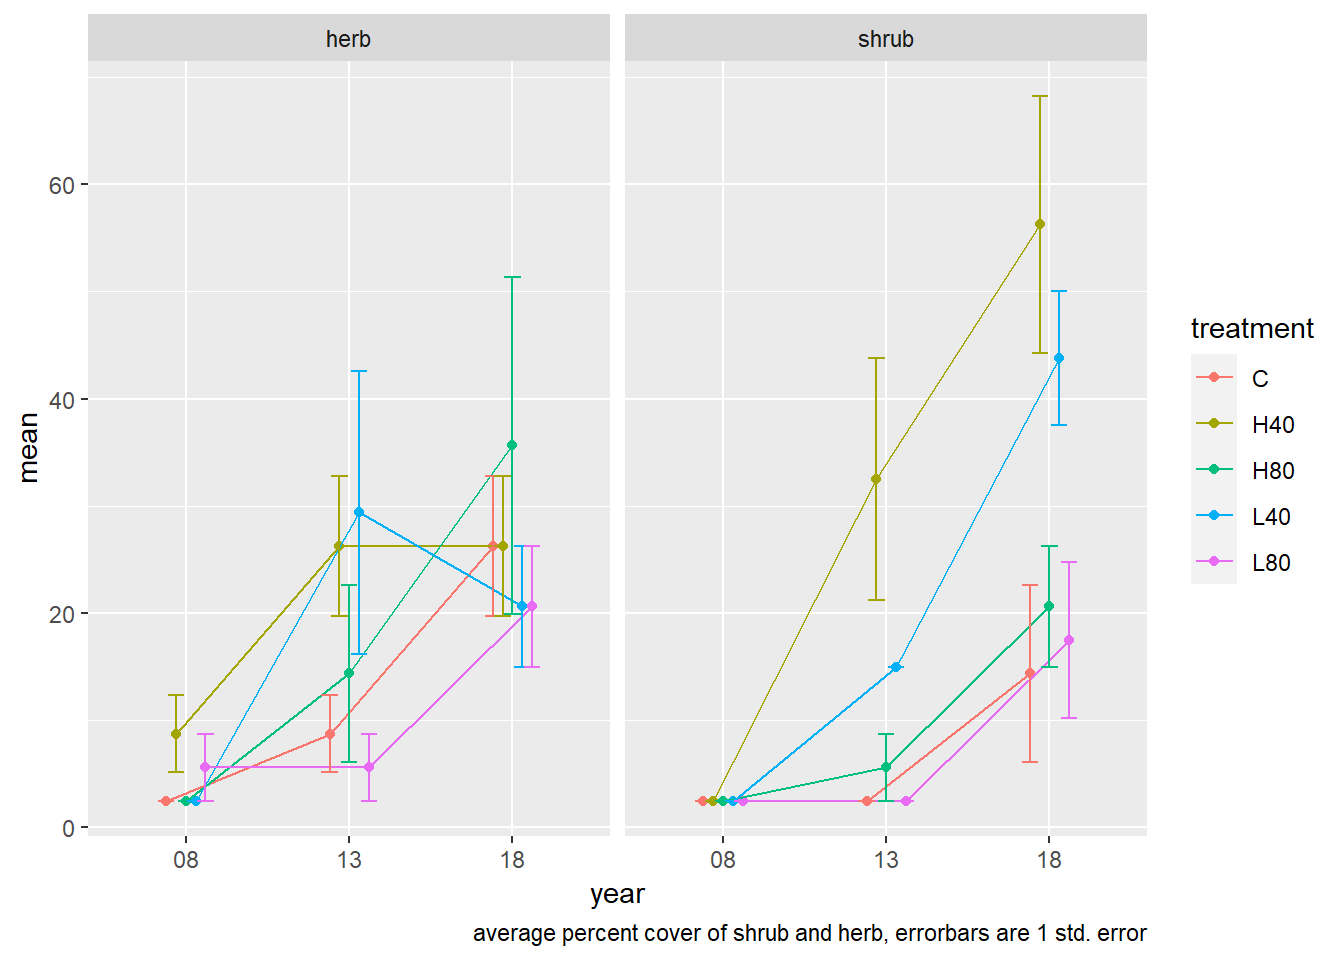 herb
shrub
60
40
20
0
mean
08 13 18
08 13 18
year
average percent cover of shrub and herb, errorbars are 1 std. error
treatment
C
H40
H80
L40
L80